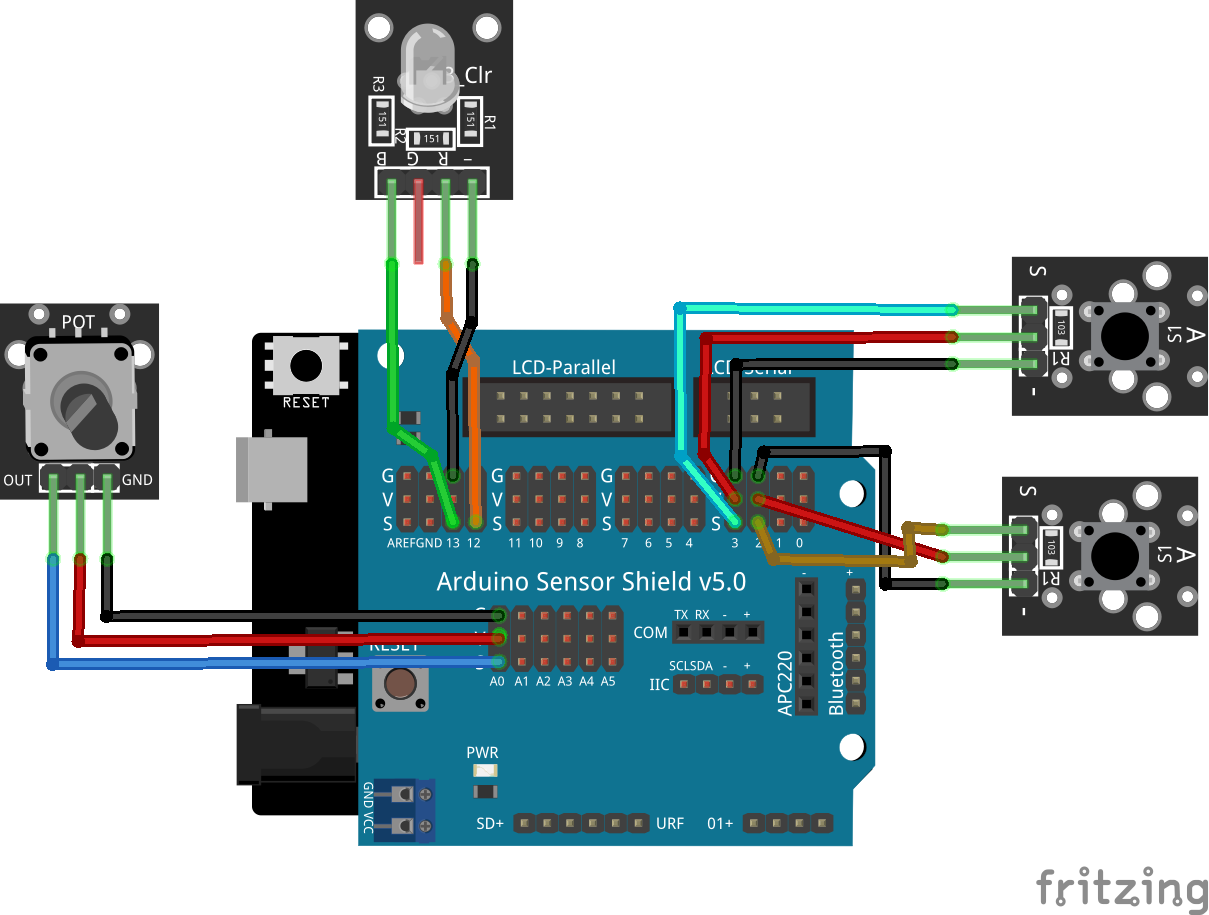 B_Clr
R3
R1
R2
151
151
151
B G R -
POT
OUT
GND
RESET
LCD-Parallel
LCD-Serial
S
S1
A
103
R1
-
G
V
S
G
V
S
G
V
S
S
AREF GND 13 12
11 10 9 8
7 6 5 4
3 2 1 0
Arduino Sensor Shield v5.0
S
S1
A
103
R1
-
- +
TX RX - +
COM
RESET
SCL SDA - +
IIC
A0 A1 A2 A3 A4 A5
APC220
Bluetooth
PWR
GND VCC
SD+
URF
01+
fritzing